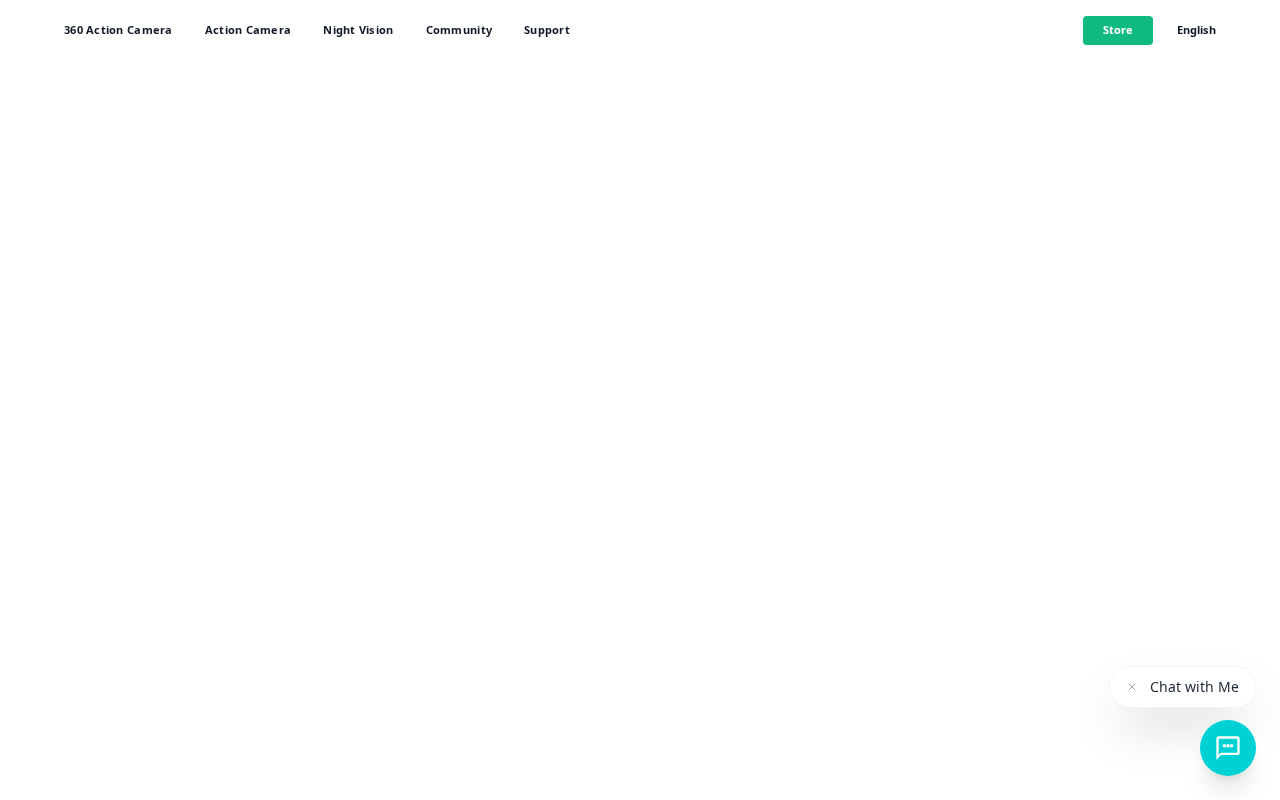 360 Action Camera
Action Camera
Night Vision
Community
Support
Store
English
Chat with Me